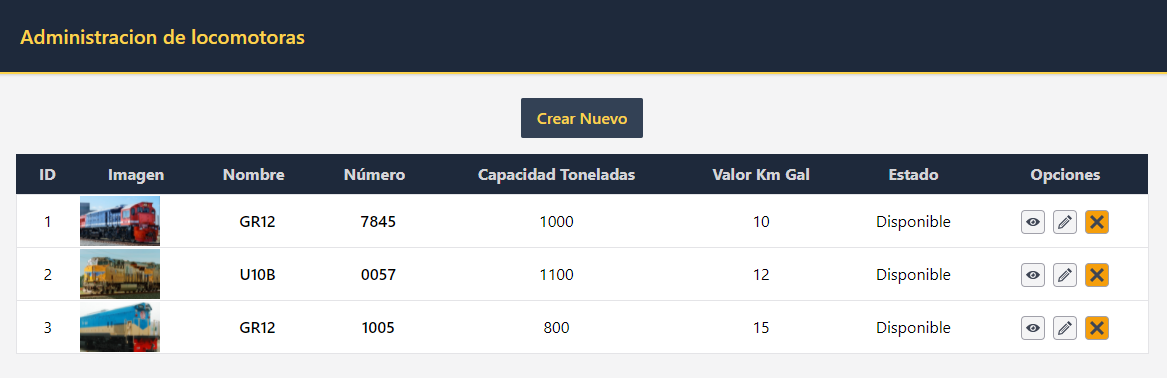 Administracion de locomotoras
Crear Nuevo
ID Imagen Nombre Número Capacidad Toneladas Valor Km Gal Estado Opciones
1 GR12 7845 1000 10 Disponible
2 U10B 0057 1100 12 Disponible
3 GR12 1005 800 15 Disponible